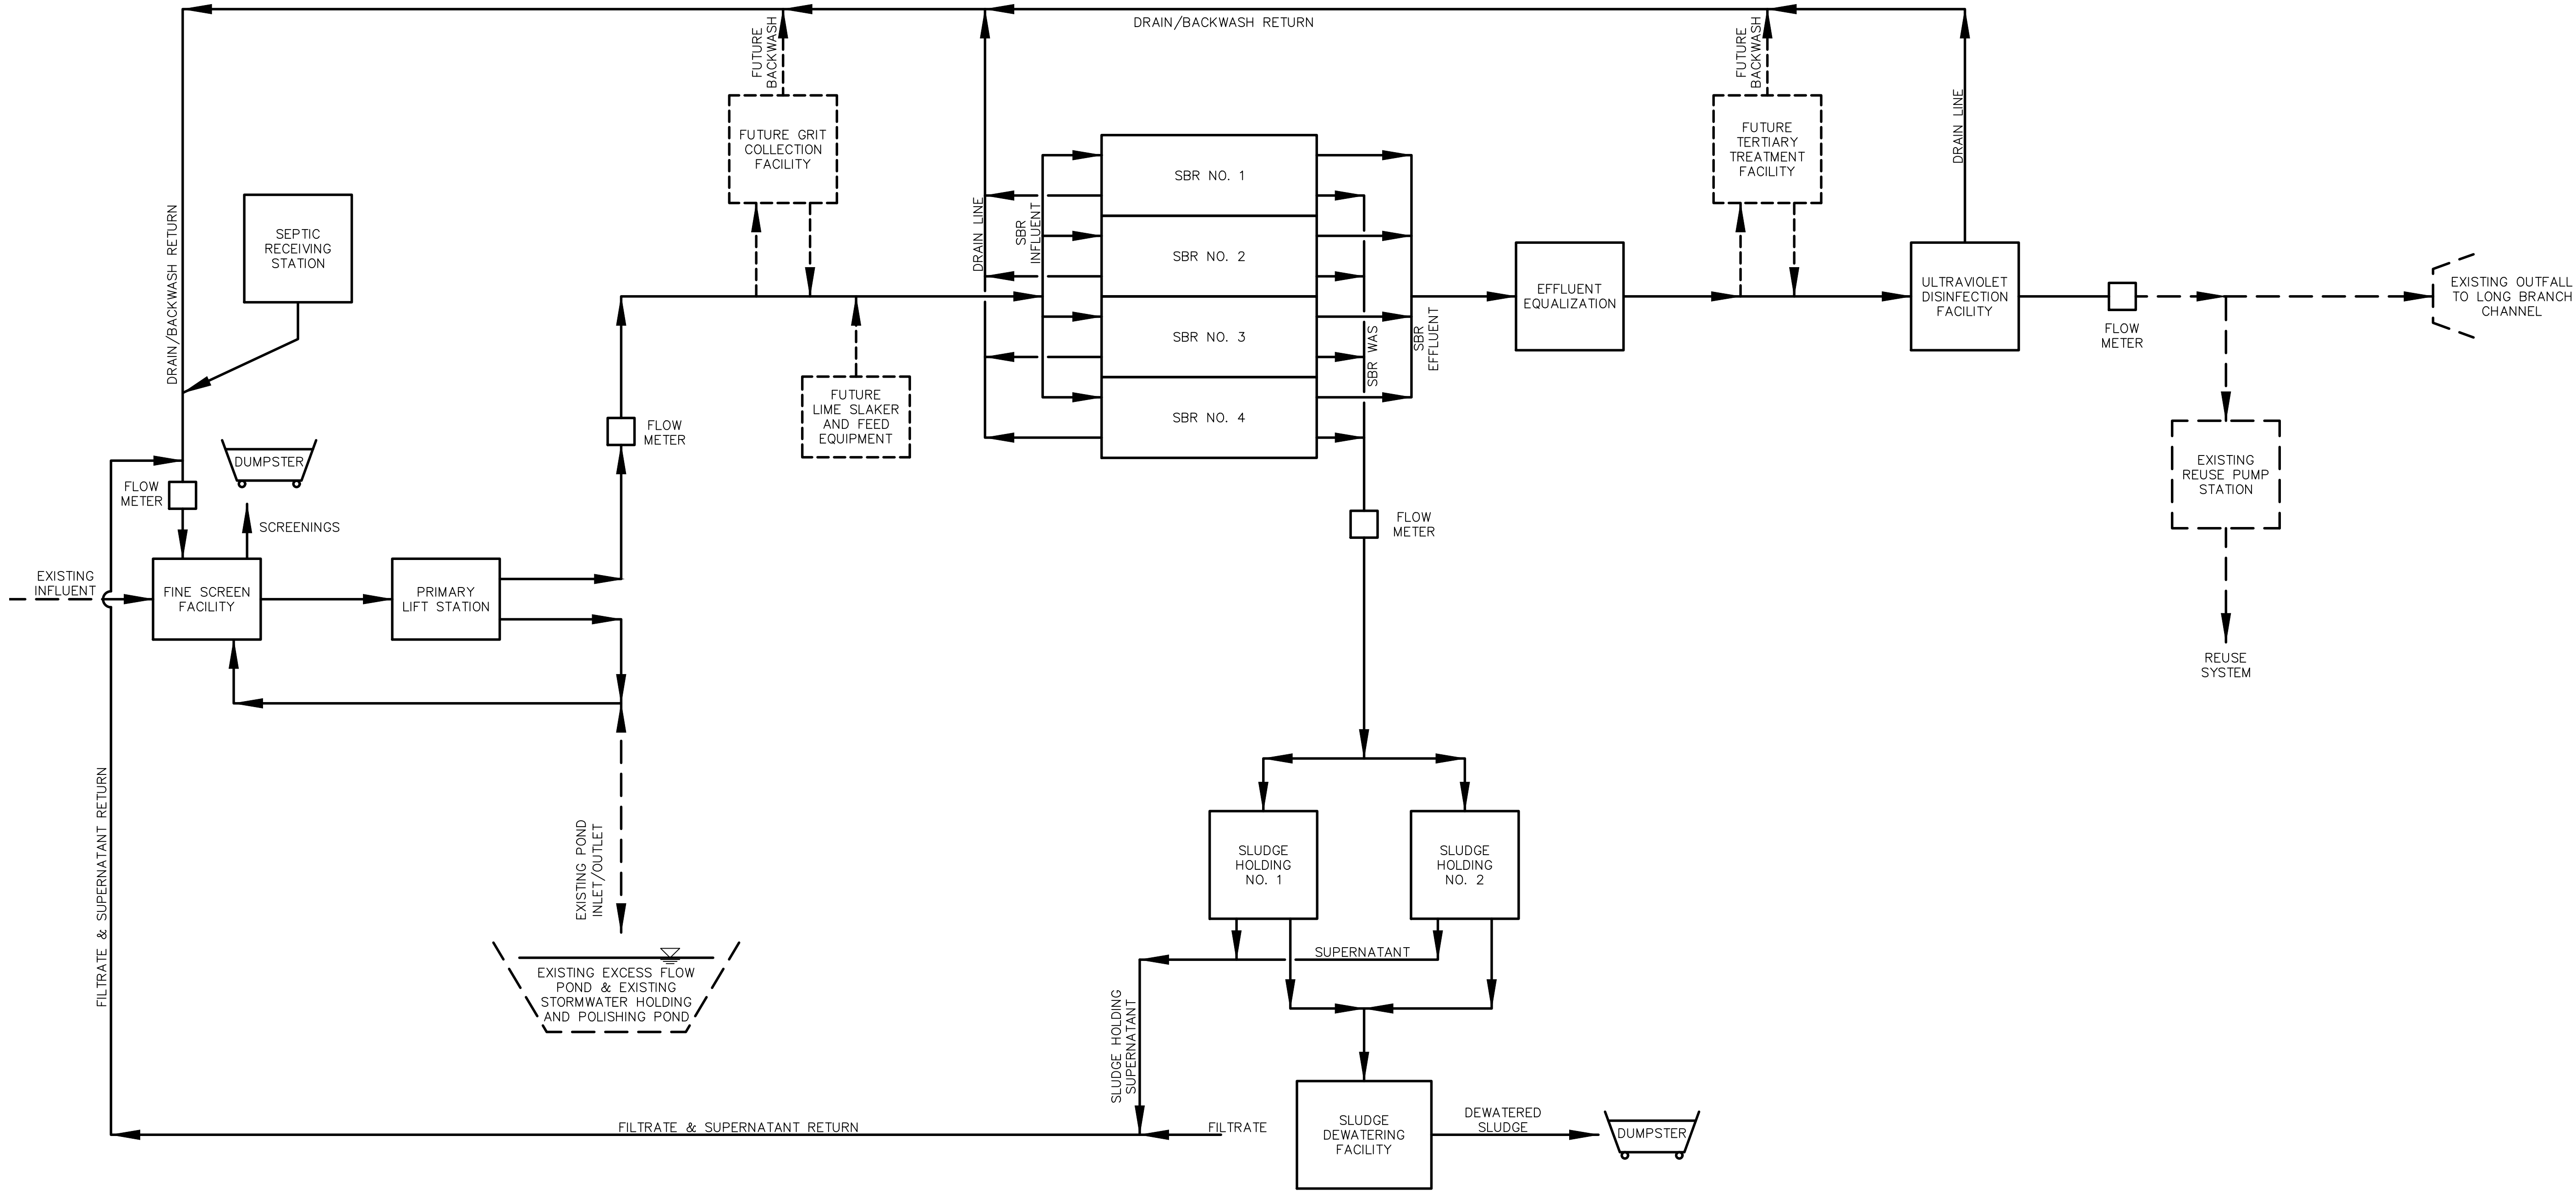 DRAIN/BACKWASH RETURN
FUTURE
BACKWASH
FUTURE
BACKWASH
FUTURE GRIT
COLLECTION
FACILITY
FUTURE
TERTIARY
TREATMENT
FACILITY
DRAIN LINE
DRAIN/BACKWASH RETURN
SEPTIC
RECEIVING
STATION
DRAIN LINE
SBR
INFLUENT
SBR NO. 1
SBR NO. 2
SBR NO. 3
SBR NO. 4
SBR WAS
SBR
EFFLUENT
EFFLUENT
EQUALIZATION
ULTRAVIOLET
DISINFECTION
FACILITY
FLOW
METER
EXISTING OUTFALL
TO LONG BRANCH
CHANNEL
FUTURE
LIME SLAKER
AND FEED
EQUIPMENT
FLOW
METER
DUMPSTER
FLOW
METER
SCREENINGS
EXISTING
REUSE PUMP
STATION
FLOW
METER
EXISTING
INFLUENT
FINE SCREEN
FACILITY
PRIMARY
LIFT STATION
REUSE
SYSTEM
FILTRATE & SUPERNATANT RETURN
EXISTING POND
INLET/OUTLET
SLUDGE
HOLDING
NO. 1
SLUDGE
HOLDING
NO. 2
SUPERNATANT
EXISTING EXCESS FLOW
POND & EXISTING
STORMWATER HOLDING
AND POLISHING POND
SLUDGE HOLDING
SUPERNATANT
FILTRATE & SUPERNATANT RETURN
FILTRATE
SLUDGE
DEWATERING
FACILITY
DEWATERED
SLUDGE
DUMPSTER